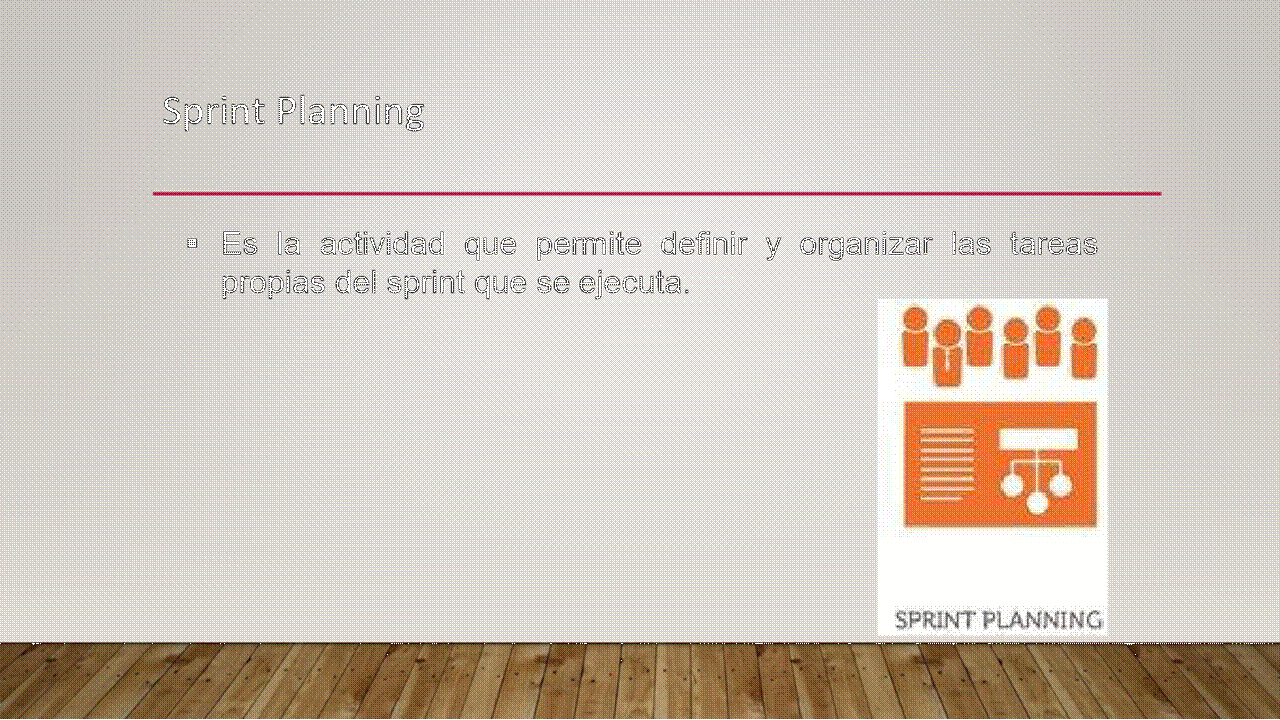 Sprint Planning
▪ Es la actividad que permite definir y organizar las tareas
propias del sprint que se ejecuta.
SPRINT PLANNING